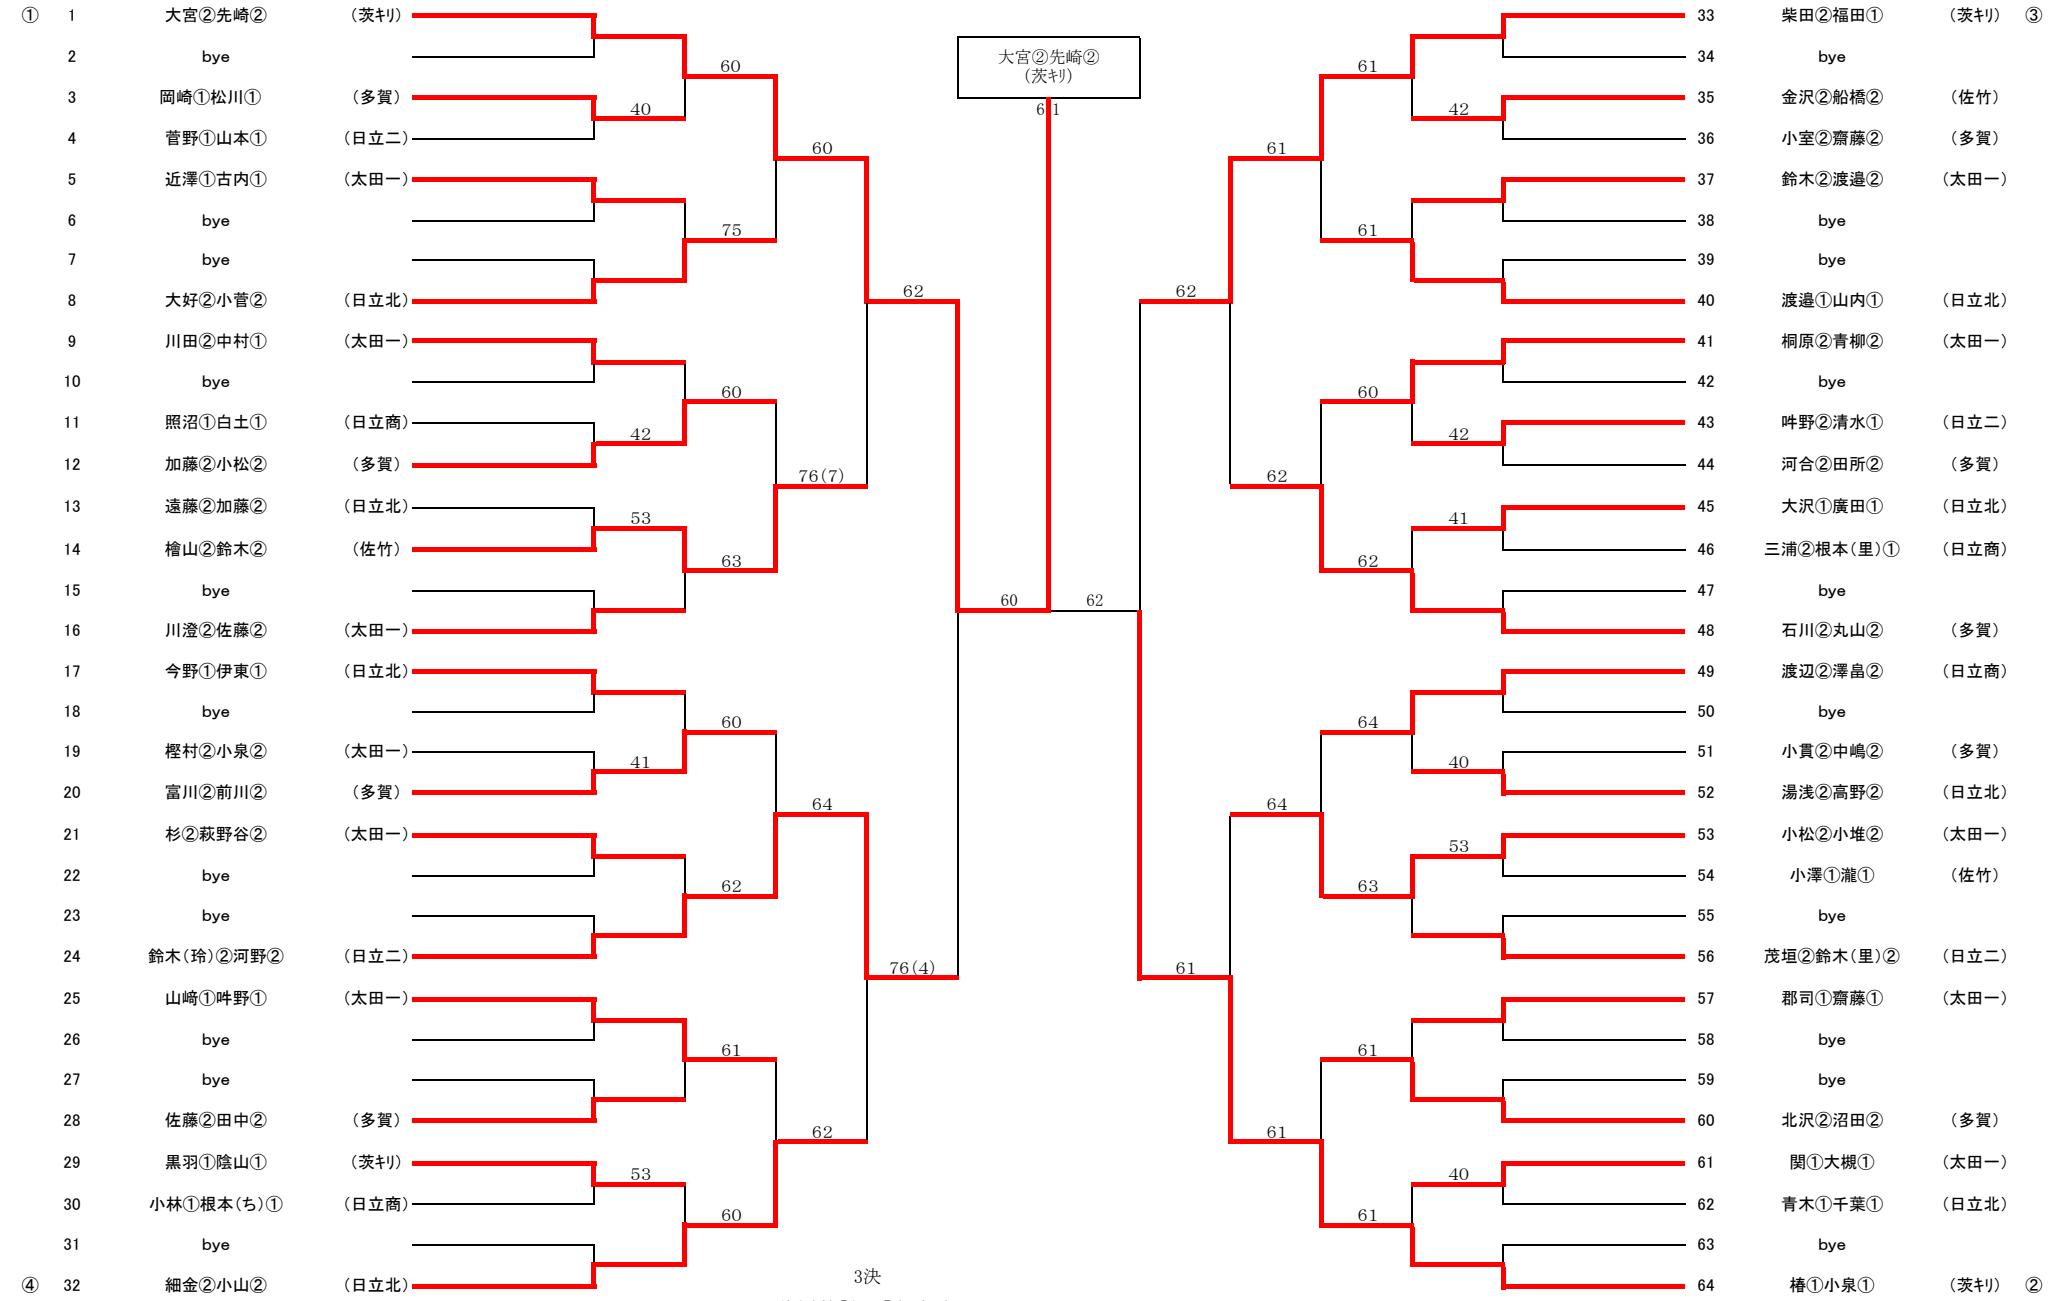 ① 1 大宮②先崎② (茨キリ)
2 bye
3 岡崎①松川① (多賀)
4 菅野①山本① (日立二)
5 近澤①古内① (太田一)
6 bye
7 bye
8 大好②小菅② (日立北)
9 川田②中村① (太田一)
10 bye
11 照沼①白土① (日立商)
12 加藤②小松② (多賀)
13 遠藤②加藤② (日立北)
14 檜山②鈴木② (佐竹)
15 bye
16 川澄②佐藤② (太田一)
17 今野①伊東① (日立北)
18 bye
19 樫村②小泉② (太田一)
20 富川②前川② (多賀)
21 杉②萩野谷② (太田一)
22 bye
23 bye
24 鈴木(玲)②河野② (日立二)
25 山﨑①吽野① (太田一)
26 bye
27 bye
28 佐藤②田中② (多賀)
29 黒羽①陰山① (茨キリ)
30 小林①根本(ち)① (日立商)
31 bye
④ 32 細金②小山② (日立北)
40
42
53
41
53
60
75
60
63
60
62
61
60
60
76(7)
64
62
62
76(4)
60
大宮②先崎②
(茨キリ)
61
62
62
61
61
62
64
61
61
61
60
62
64
63
61
61
42
42
41
40
53
40
33 柴田②福田① (茨キリ) ③
34 bye
35 金沢②船橋② (佐竹)
36 小室②齋藤② (多賀)
37 鈴木②渡邉② (太田一)
38 bye
39 bye
40 渡邉①山内① (日立北)
41 桐原②青柳② (太田一)
42 bye
43 吽野②清水① (日立二)
44 河合②田所② (多賀)
45 大沢①廣田① (日立北)
46 三浦②根本(里)① (日立商)
47 bye
48 石川②丸山② (多賀)
49 渡辺②澤畠② (日立商)
50 bye
51 小貫②中嶋② (多賀)
52 湯浅②高野② (日立北)
53 小松②小堆② (太田一)
54 小澤①瀧① (佐竹)
55 bye
56 茂垣②鈴木(里)② (日立二)
57 郡司①齋藤① (太田一)
58 bye
59 bye
60 北沢②沼田② (多賀)
61 関①大槻① (太田一)
62 青木①千葉① (日立北)
63 bye
64 椿①小泉① (茨キリ) ②
3決